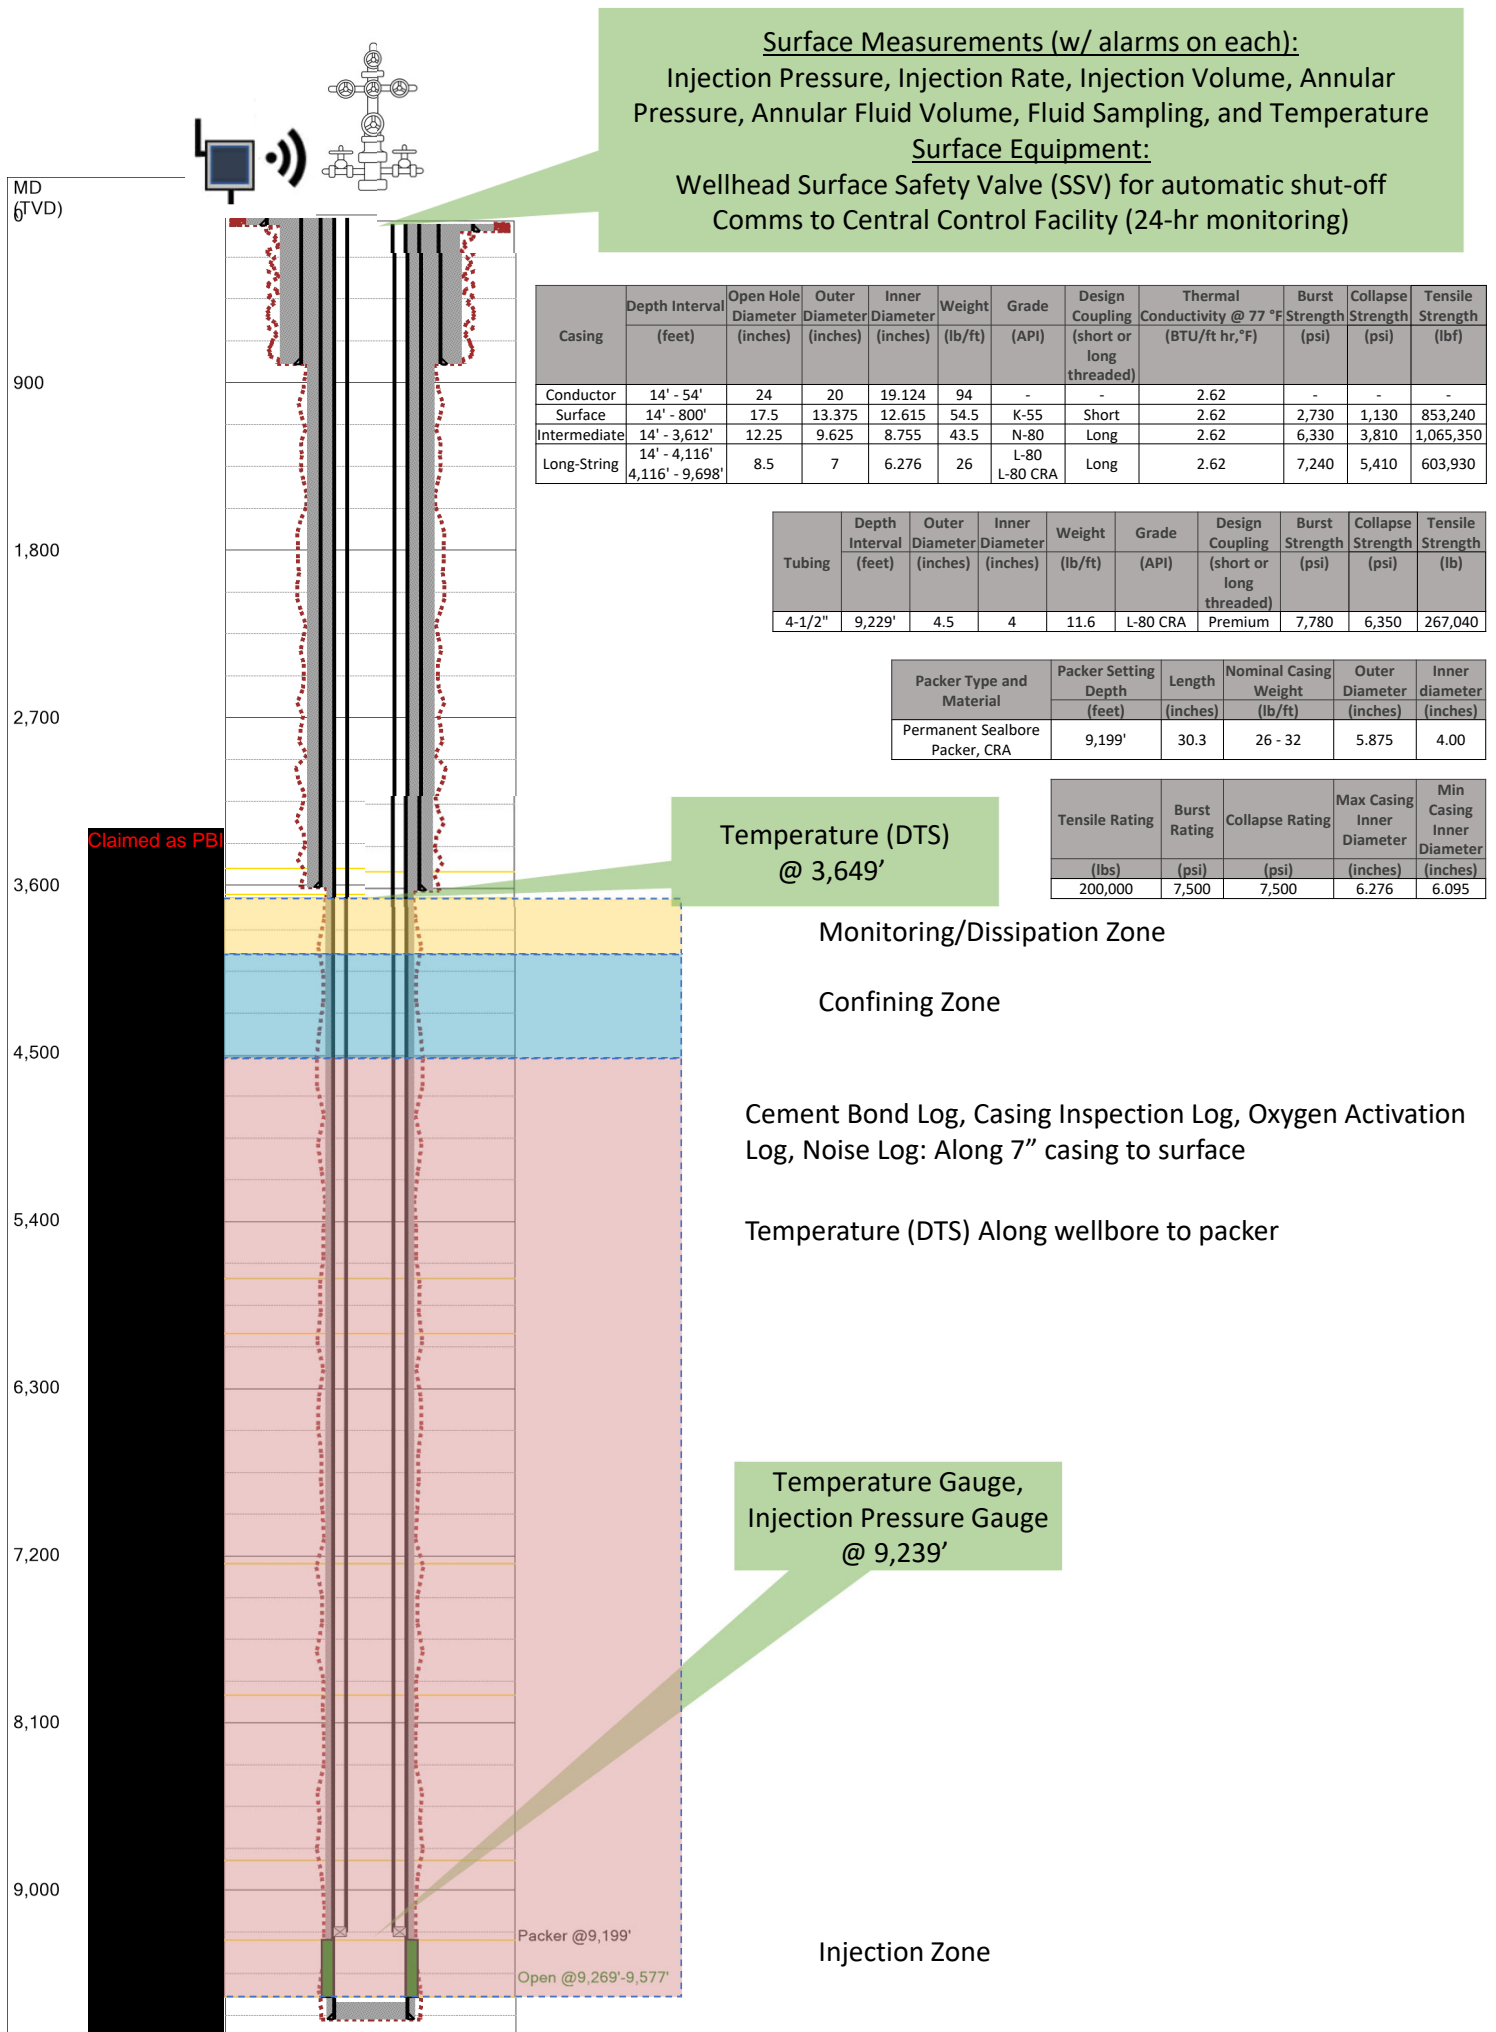 Surface Measurements (w/ alarms on each):
Injection Pressure, Injection Rate, Injection Volume, Annular
Pressure, Annular Fluid Volume, Fluid Sampling, and Temperature
Surface Equipment:
Wellhead Surface Safety Valve (SSV) for automatic shut-off
Comms to Central Control Facility (24-hr monitoring)
MD
(TVD)
0
900
1,800
2,700
3,600
4,500
5,400
6,300
7,200
8,100
9,000
Claimed as PBI
Casing Depth Interval Open Hole Diameter Outer Diameter Inner Diameter Weight Grade Design Coupling Thermal Conductivity @ 77 °F Burst Strength Collapse Strength Tensile Strength
(feet) (inches) (inches) (inches) (lb/ft) (API) (short or long threaded) (BTU/ft hr,°F) (psi) (psi) (lbf)
Conductor 14' - 54' 24 20 19.124 94 - - 2.62 - - -
Surface 14' - 800' 17.5 13.375 12.615 54.5 K-55 Short 2.62 2,730 1,130 853,240
Intermediate 14' - 3,612' 12.25 9.625 8.755 43.5 N-80 Long 2.62 6,330 3,810 1,065,350
Long-String 14' - 4,116' 4,116' - 9,698' 8.5 7 6.276 26 L-80 L-80 CRA Long 2.62 7,240 5,410 603,930
Tubing Depth Interval Outer Diameter Inner Diameter Weight Grade Design Coupling Burst Strength Collapse Strength Tensile Strength
(feet) (inches) (inches) (lb/ft) (API) (short or long threaded) (psi) (psi) (lb)
4-1/2" 9,229' 4.5 4 11.6 L-80 CRA Premium 7,780 6,350 267,040
Packer Type and Material Packer Setting Depth Length Nominal Casing Weight Outer Diameter Inner diameter
(feet) (inches) (lb/ft) (inches) (inches)
Permanent Sealbore Packer, CRA 9,199' 30.3 26 - 32 5.875 4.00
Tensile Rating Burst Rating Collapse Rating Max Casing Inner Diameter Min Casing Inner Diameter
(lbs) (psi) (psi) (inches) (inches)
200,000 7,500 7,500 6.276 6.095
Temperature (DTS)
@ 3,649’
Monitoring/Dissipation Zone
Confining Zone
Cement Bond Log, Casing Inspection Log, Oxygen Activation
Log, Noise Log: Along 7” casing to surface
Temperature (DTS) Along wellbore to packer
Temperature Gauge,
Injection Pressure Gauge
@ 9,239’
Packer @9,199'
Injection Zone
Open @9,269'-9,577'